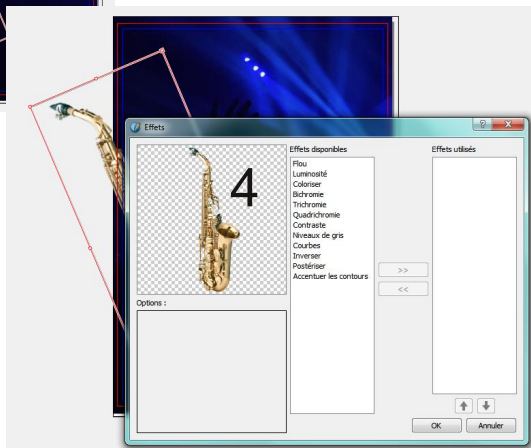 Effets
4
Effets disponibles
Flou
Luminosité
Coloriser
Bichromie
Trichromie
Quadrichromie
Contraste
Niveaux de gris
Courbes
Inverser
Postériser
Accentuer les contours
Effets utilisés
>>
<<
Options :
OK
Annuler